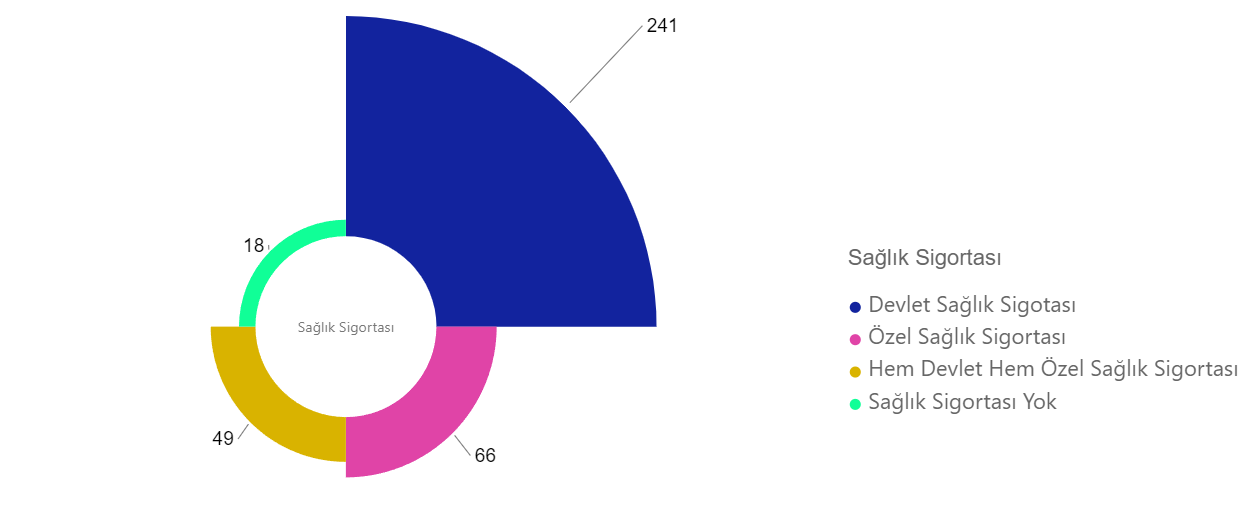 241
18
Sağlık Sigortası
49
66
Sağlık Sigortası
Devlet Sağlık Sigotası
Özel Sağlık Sigortası
Hem Devlet Hem Özel Sağlık Sigortası
Sağlık Sigortası Yok